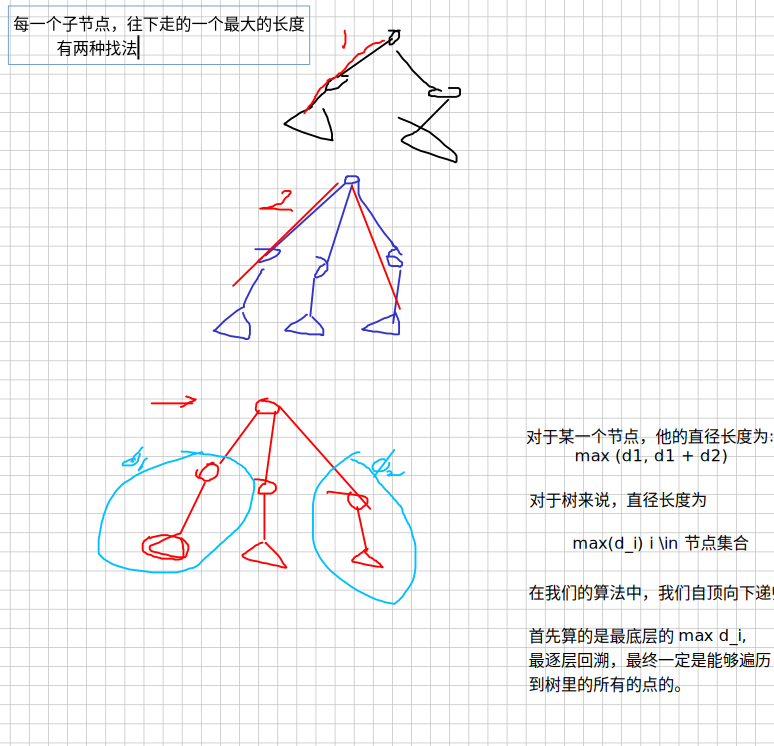 每一个子节点，往下走的一个最大的长度
有两种找法
1
2
d1
d2
对于某一个节点，他的直径长度为:
max (d1, d1 + d2)
对于树来说，直径长度为
max(d_i) i \in 节点集合
在我们的算法中，我们自顶向下递
首先算的是最底层的 max d_i,
最逐层回溯，最终一定是能够遍历
到树里的所有的点的。